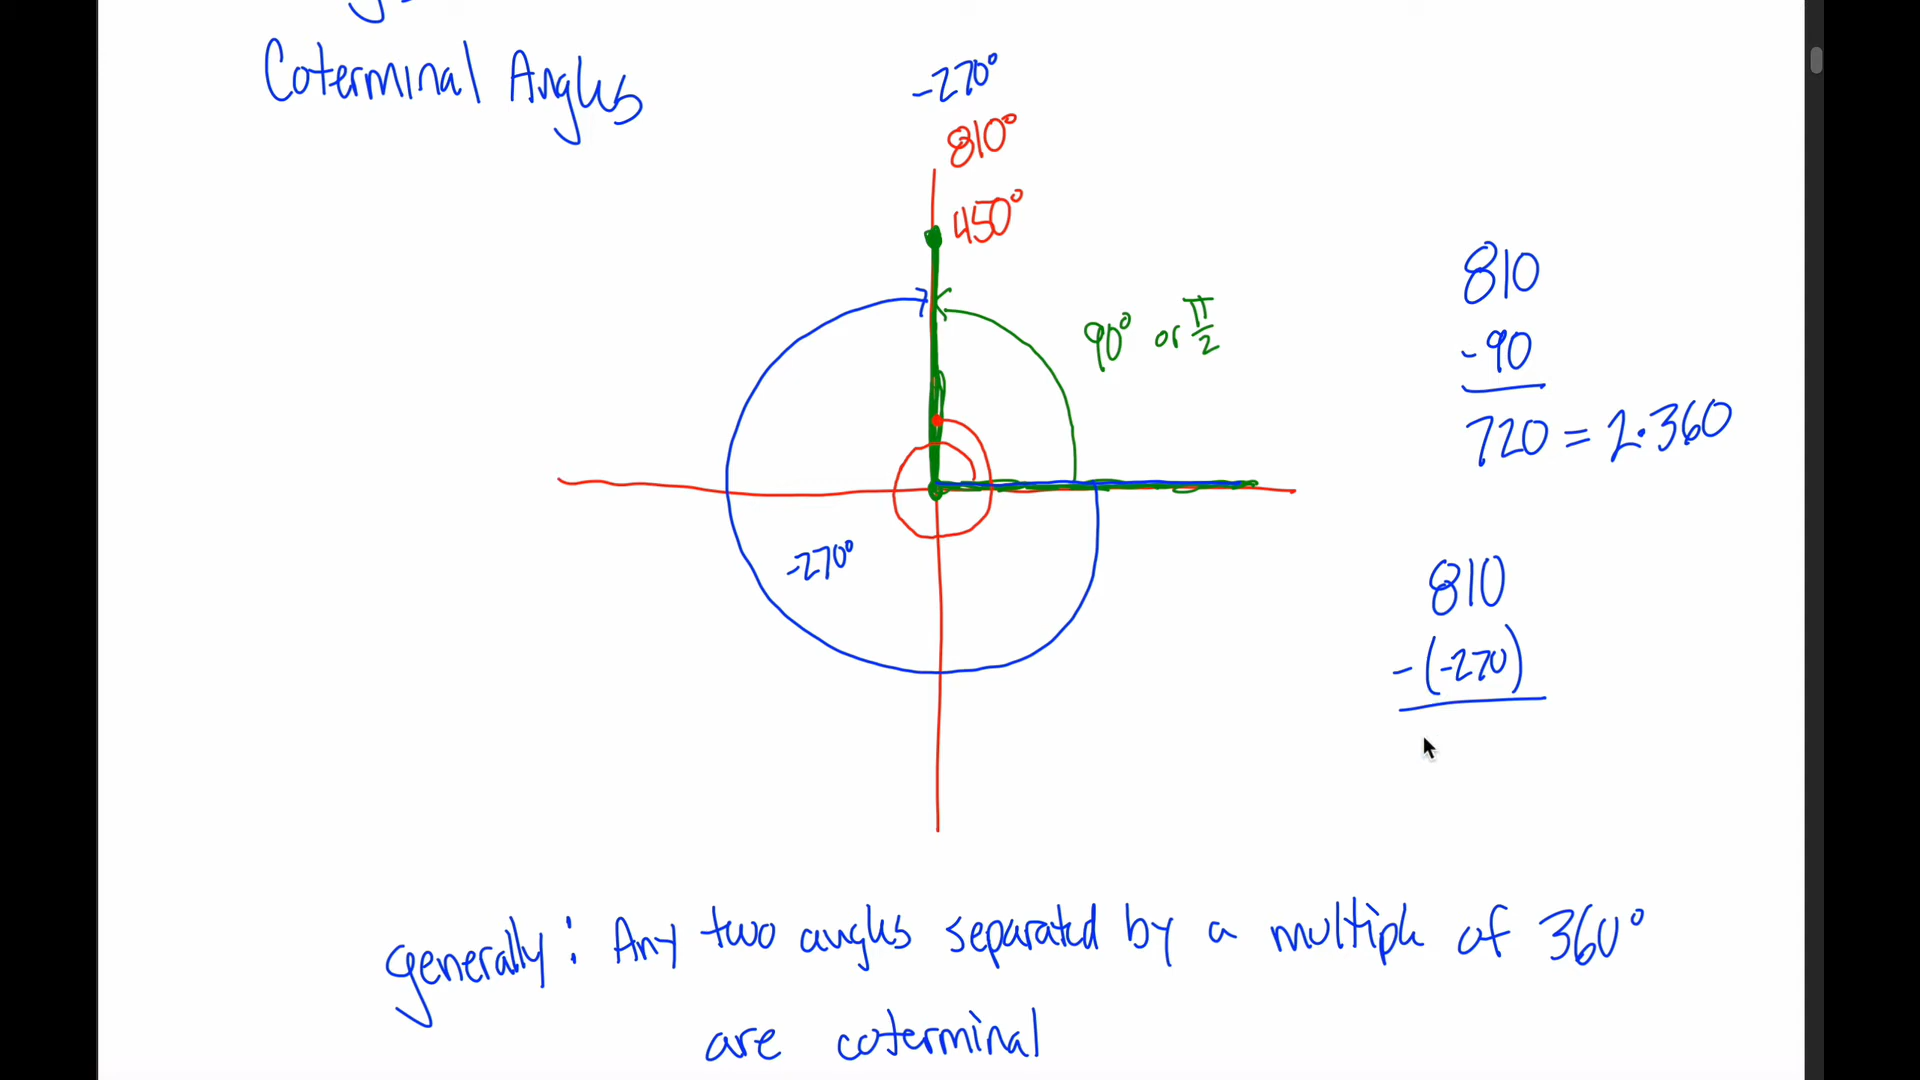 Coterminal Angles
-270°
810°
450°
90° or π/2
-270°
810
-90
720 = 2·360
810
-(-270)
generally: Any two angles separated by a multiple of 360°
are coterminal